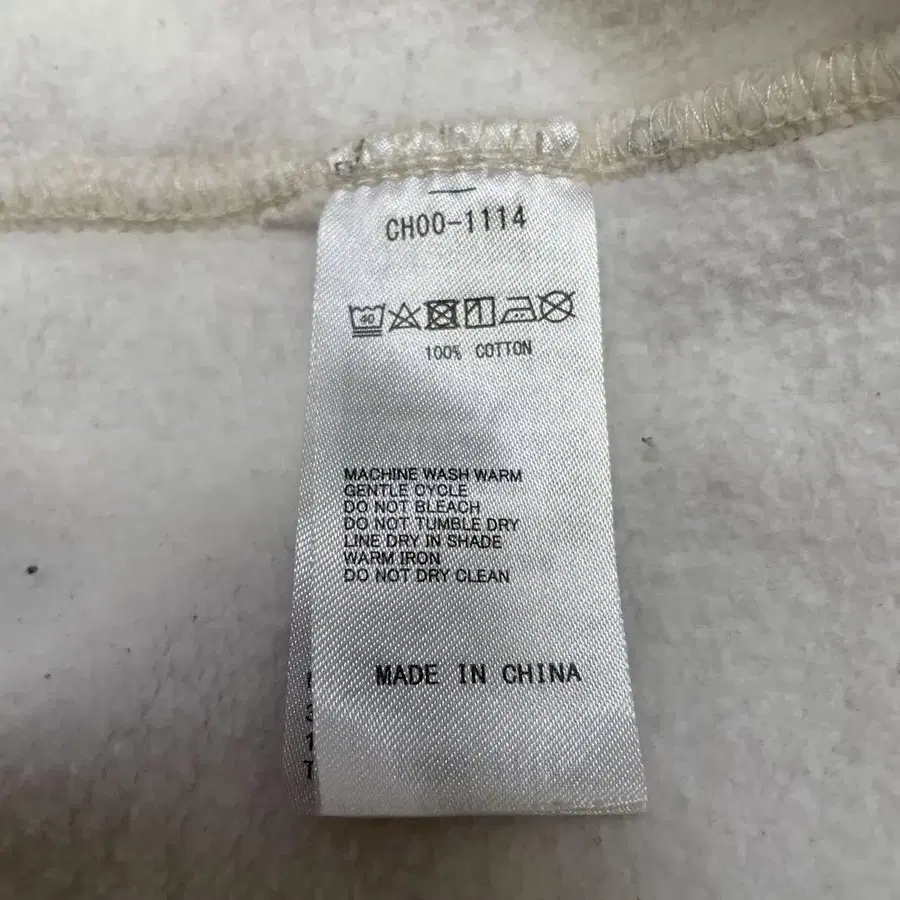 CH00-1114
40
100% COTTON
MACHINE WASH WARM
GENTLE CYCLE
DO NOT BLEACH
DO NOT TUMBLE DRY
LINE DRY IN SHADE
WARM IRON
DO NOT DRY CLEAN
MADE IN CHINA